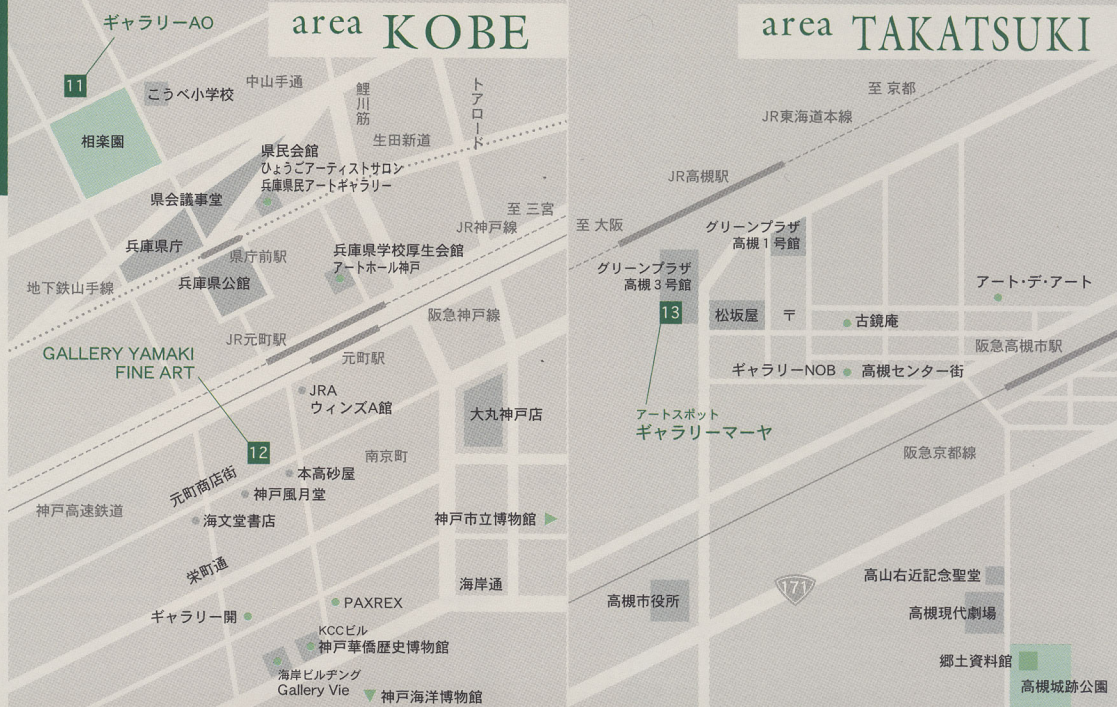 area KOBE
ギャラリーAO
11
こうべ小学校
中山手通
鯉川筋
トアロード
生田新道
相楽園
県民会館
ひょうごアーティストサロン
兵庫県民アートギャラリー
県会議事堂
至 三宮
JR神戸線
兵庫県庁
県庁前駅
兵庫県学校厚生会館
アートホール神戸
兵庫県公館
地下鉄山手線
阪急神戸線
JR元町駅
元町駅
GALLERY YAMAKI
FINE ART
JRA
ウィンズA館
大丸神戸店
12
南京町
元町商店街
本高砂屋
神戸風月堂
神戸高速鉄道
海文堂書店
神戸市立博物館
栄町通
海岸通
PAXREX
ギャラリー開
KCCビル
神戸華僑歴史博物館
海岸ビルヂング
Gallery Vie
神戸海洋博物館
area TAKATSUKI
至 京都
JR東海道本線
JR高槻駅
至 大阪
グリーンプラザ
高槻1号館
グリーンプラザ
高槻3号館
アート・デ・アート
13
松坂屋
〒
古鏡庵
阪急高槻市駅
ギャラリーNOB
高槻センター街
アートスポット
ギャラリーマーヤ
阪急京都線
171
高山右近記念聖堂
高槻市役所
高槻現代劇場
郷土資料館
高槻城跡公園